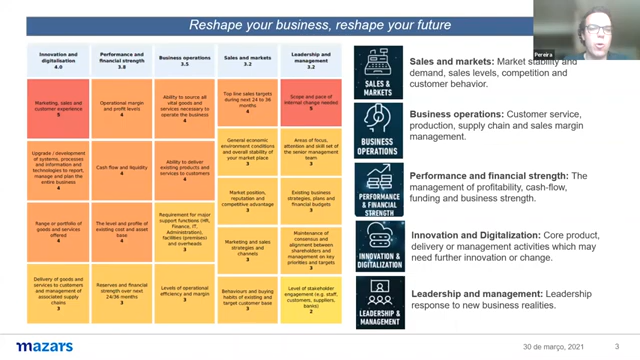 Reshape your business, reshape your future
Pereira
Innovation and
digitalisation
4.0
Performance and
financial strength
3.8
Business operations
3.5
Sales and markets
3.2
Leadership and
management
3.2
Marketing, sales and
customer experience
5
Upgrade /
development of
systems, processes
and information and
technologies to report,
manage and plan the
entire business
4
Range or portfolio of
goods and services
offered
4
Delivery of goods and
services to customers
and management of
associated supply
chains
3
Operational margin
and profit levels
4
Cash flow and liquidity
4
The level and profile of
existing cost and asset
base
4
Reserves and financial
strength over next
24/36 months
3
Ability to source all
vital goods and
services necessary to
operate the business
4
Ability to deliver
existing products and
services to customers
4
Requirement for major
support functions (HR,
Finance, IT,
Administration),
facilities (premises)
and overheads
3
Levels of operational
efficiency and margin
3
Top line sales targets
during next 24 to 36
months
4
General economic
environment conditions
and overall stability of
your market place
3
Market position,
reputation and
competitive advantage
3
Marketing and sales
strategies and
channels
3
Behaviours and buying
habits of existing and
target customer base
3
Scope and pace of
internal change needed
5
Areas of focus,
attention and skill set of
the senior management
team
3
Existing business
strategies, plans and
financial budgets
3
Maintenance of
consensus and
alignment between
shareholders and
management on key
priorities and targets
3
Level of stakeholder
engagement (e.g. staff,
customers, suppliers,
banks)
2
SALES &
MARKETS
Sales and markets: Market stability and
demand, sales levels, competition and
customer behavior.
BUSINESS
OPERATIONS
Business operations: Customer service,
production, supply chain and sales margin
management.
PERFORMANCE
& FINANCIAL
STRENGTH
Performance and financial strength: The
management of profitability, cash-flow,
funding and business strength.
INNOVATION &
DIGITALIZATION
Innovation and Digitalization: Core product,
delivery or management activities which may
need further innovation or change.
LEADERSHIP &
MANAGEMENT
Leadership and management: Leadership
response to new business realities.
mazars
30 de março, 2021
3